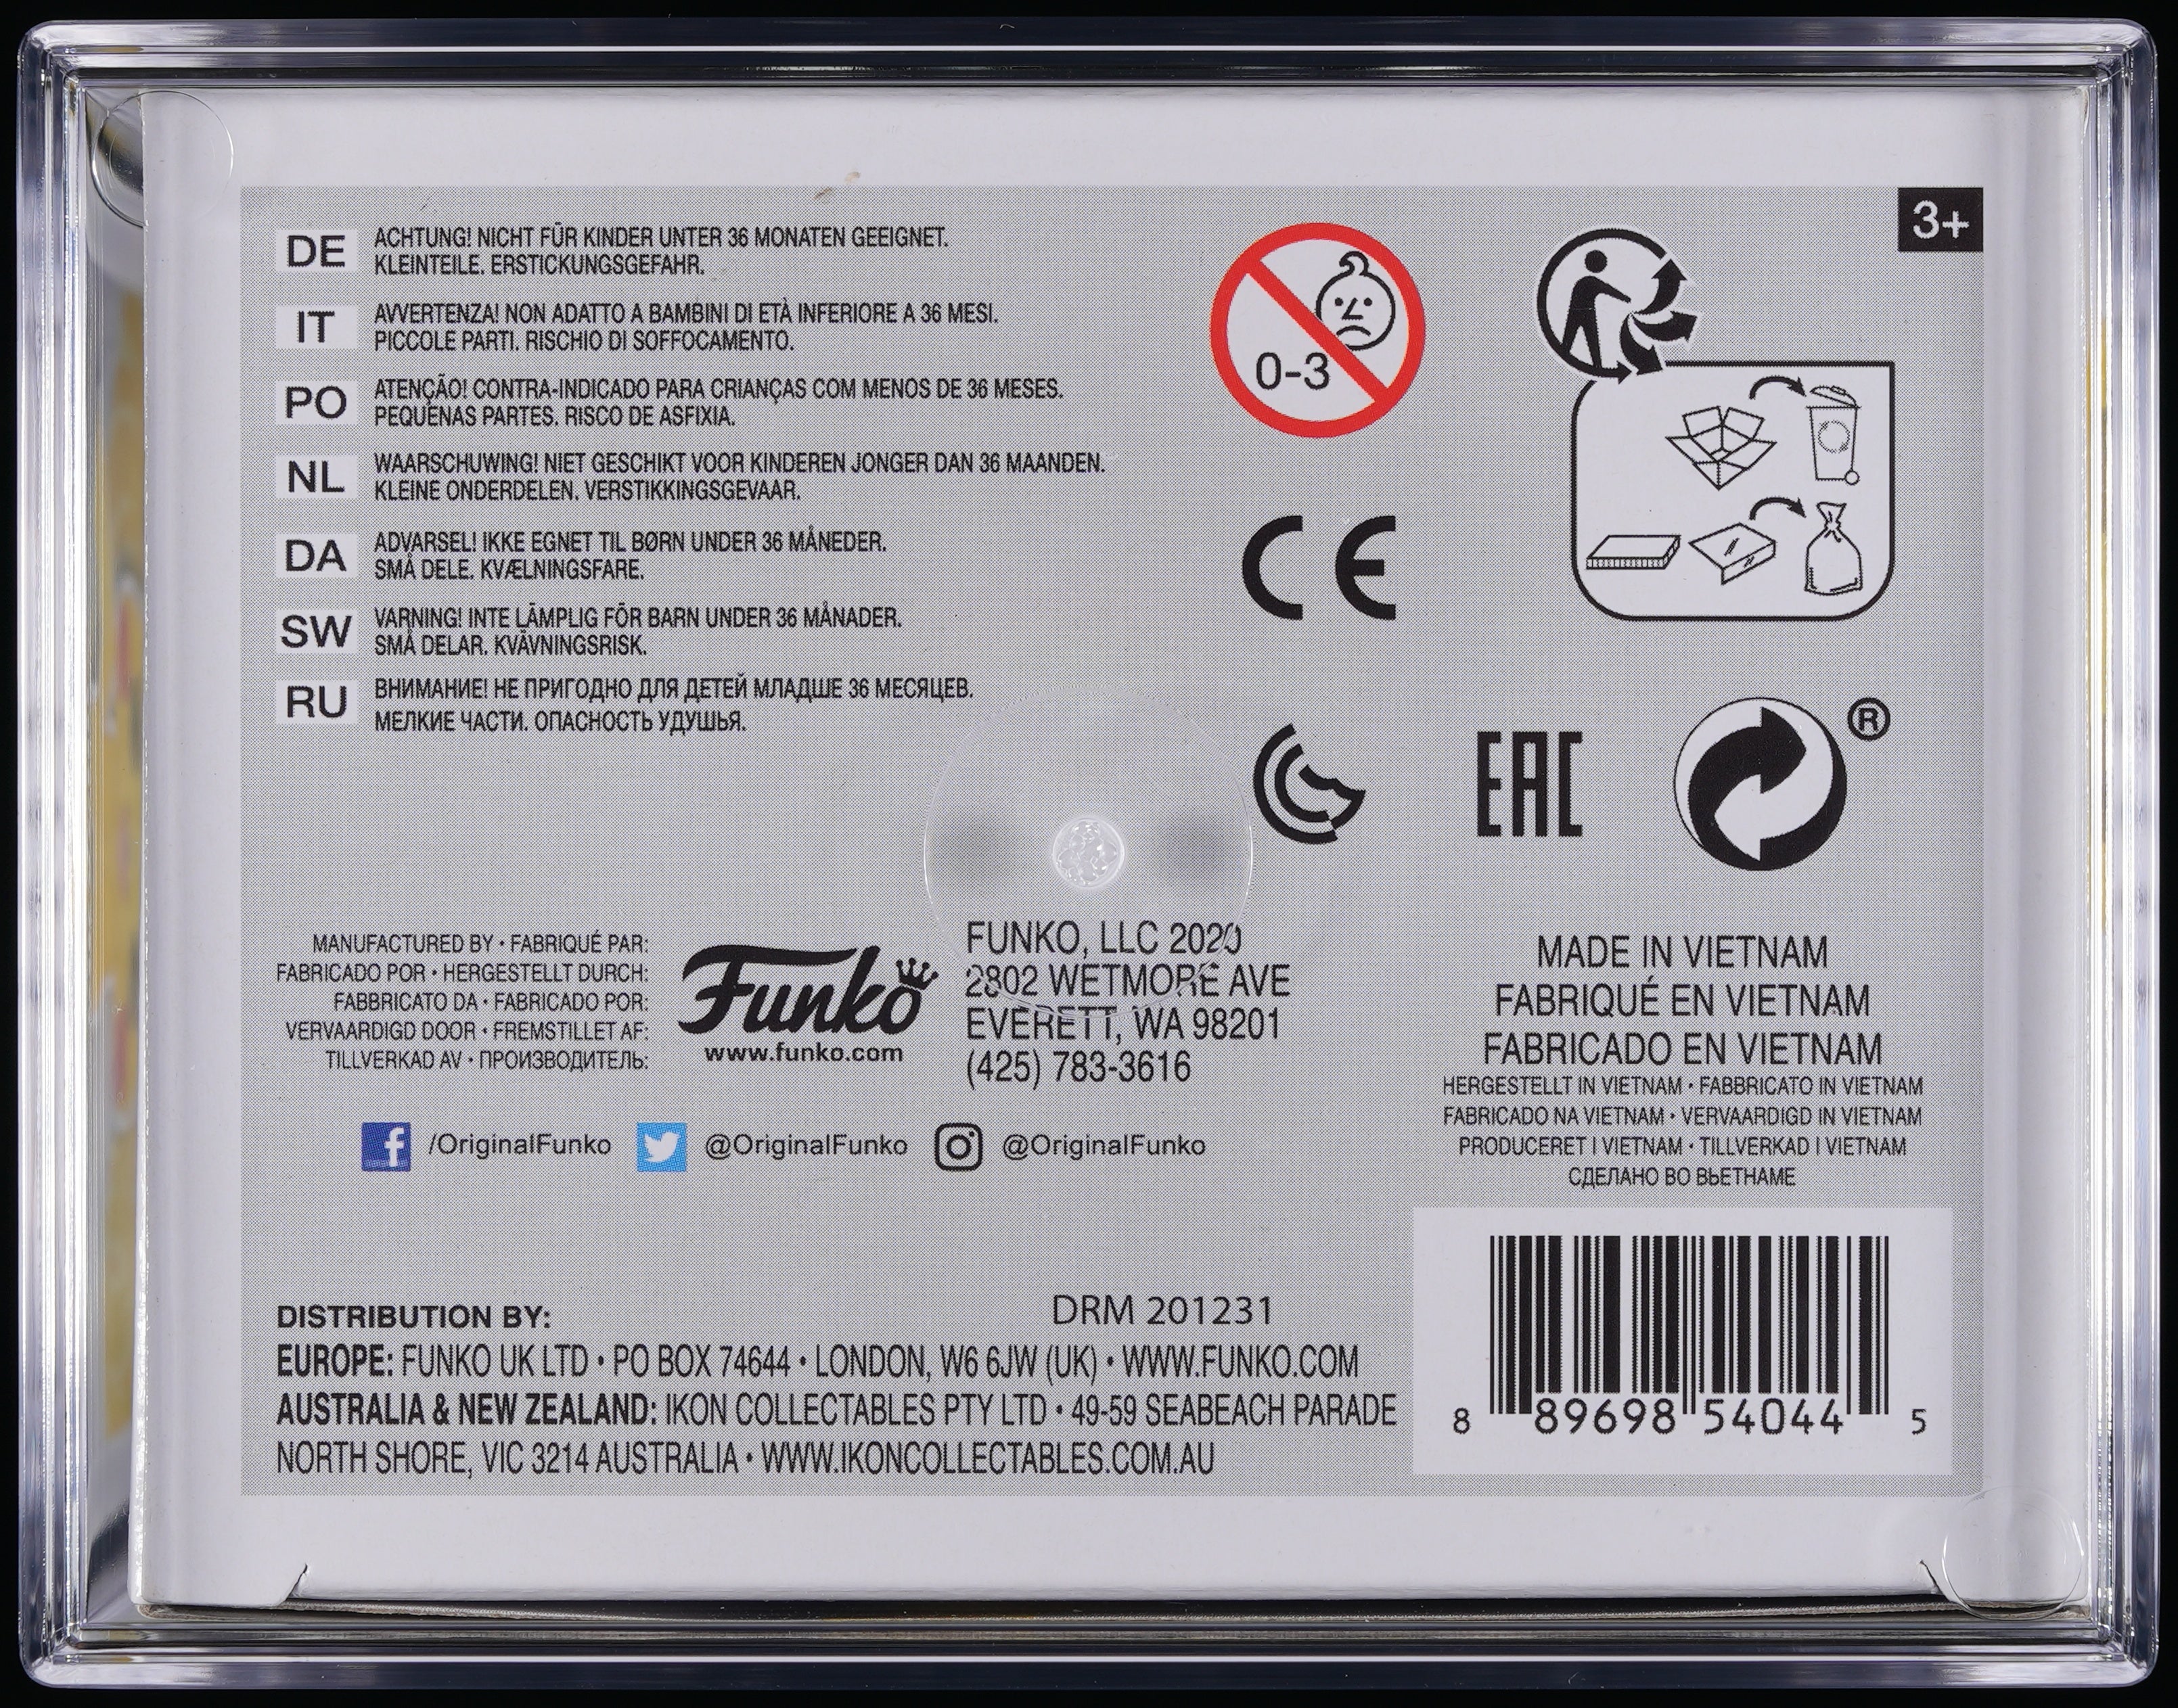 3+
DE
ACHTUNG! NICHT FÜR KINDER UNTER 36 MONATEN GEEIGNET.
KLEINTEILE. ERSTICKUNGSGEFAHR.
IT
AVVERTENZA! NON ADATTO A BAMBINI DI ETÀ INFERIORE A 36 MESI.
PICCOLE PARTI. RISCHIO DI SOFFOCAMENTO.
PO
ATENÇÃO! CONTRA-INDICADO PARA CRIANÇAS COM MENOS DE 36 MESES.
PEQUENAS PARTES. RISCO DE ASFIXIA.
NL
WAARSCHUWING! NIET GESCHIKT VOOR KINDEREN JONGER DAN 36 MAANDEN.
KLEINE ONDERDELEN. VERSTIKKINGSGEVAAR.
DA
ADVARSEL! IKKE EGNET TIL BØRN UNDER 36 MÅNEDER.
SMÅ DELE. KVÆLNINGSFARE.
SW
VARNING! INTE LÄMPLIG FÖR BARN UNDER 36 MÅNADER.
SMÅ DELAR. KVÄVNINGSRISK.
RU
ВНИМАНИЕ! НЕ ПРИГОДНО ДЛЯ ДЕТЕЙ МЛАДШЕ 36 МЕСЯЦЕВ.
МЕЛКИЕ ЧАСТИ. ОПАСНОСТЬ УДУШЬЯ.
0-3
CE
EAC
®
MANUFACTURED BY • FABRIQUÉ PAR:
FABRICADO POR • HERGESTELLT DURCH:
FABBRICATO DA • FABRICADO POR:
VERVAARDIGD DOOR • FREMSTILLET AF:
TILLVERKAD AV • ПРОИЗВОДИТЕЛЬ:
Funko
www.funko.com
FUNKO, LLC 2020
2802 WETMORE AVE
EVERETT, WA 98201
(425) 783-3616
/OriginalFunko @OriginalFunko @OriginalFunko
MADE IN VIETNAM
FABRIQUÉ EN VIETNAM
FABRICADO EN VIETNAM
HERGESTELLT IN VIETNAM • FABBRICATO IN VIETNAM
FABRICADO NA VIETNAM • VERVAARDIGD IN VIETNAM
PRODUCERET I VIETNAM • TILLVERKAD I VIETNAM
СДЕЛАНО ВО ВЬЕТНАМЕ
DRM 201231
DISTRIBUTION BY:
EUROPE: FUNKO UK LTD • PO BOX 74644 • LONDON, W6 6JW (UK) • WWW.FUNKO.COM
AUSTRALIA & NEW ZEALAND: IKON COLLECTABLES PTY LTD • 49-59 SEABEACH PARADE
NORTH SHORE, VIC 3214 AUSTRALIA • WWW.IKONCOLLECTABLES.COM.AU
8 89698 54044 5